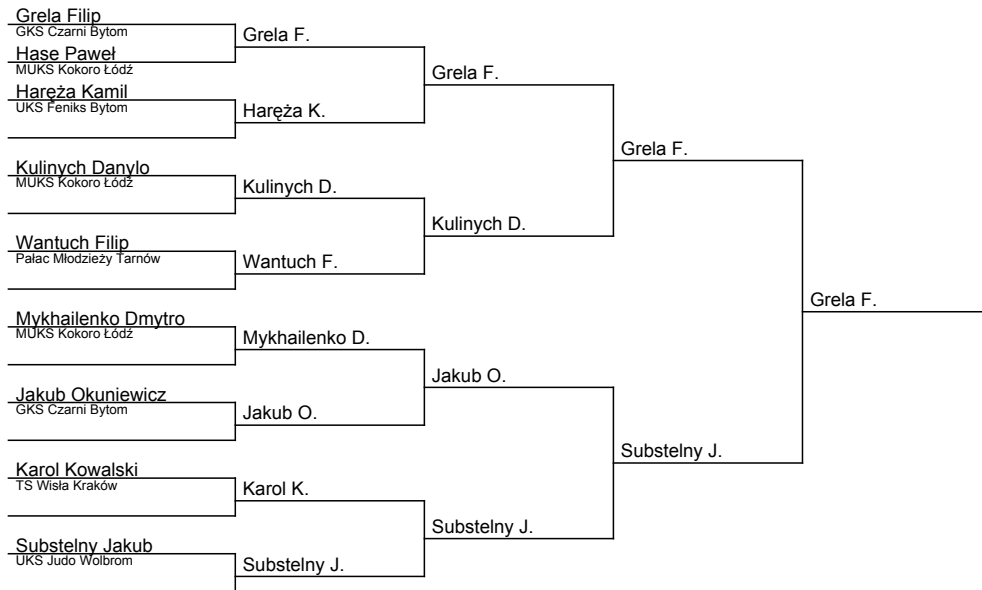 Grela Filip
GKS Czarni Bytom
Hase Paweł
MUKS Kokoro Łódź
Haręża Kamil
UKS Feniks Bytom
Kulinych Danylo
MUKS Kokoro Łódź
Wantuch Filip
Pałac Młodzieży Tarnów
Mykhailenko Dmytro
MUKS Kokoro Łódź
Jakub Okuniewicz
GKS Czarni Bytom
Karol Kowalski
TS Wisła Kraków
Substelny Jakub
UKS Judo Wolbrom
Grela F.
Haręża K.
Kulinych D.
Wantuch F.
Mykhailenko D.
Jakub O.
Karol K.
Substelny J.
Grela F.
Kulinych D.
Jakub O.
Substelny J.
Grela F.
Substelny J.
Grela F.